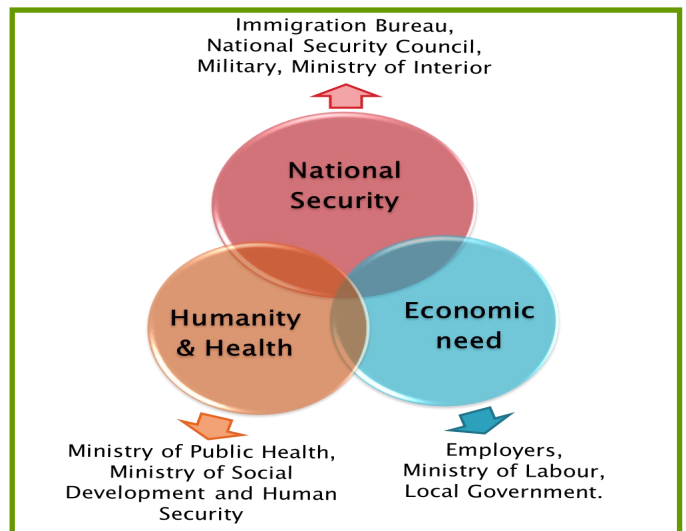 Immigration Bureau,
National Security Council,
Military, Ministry of Interior
National
Security
Humanity
& Health
Economic
need
Ministry of Public Health,
Ministry of Social
Development and Human
Security
Employers,
Ministry of Labour,
Local Government.